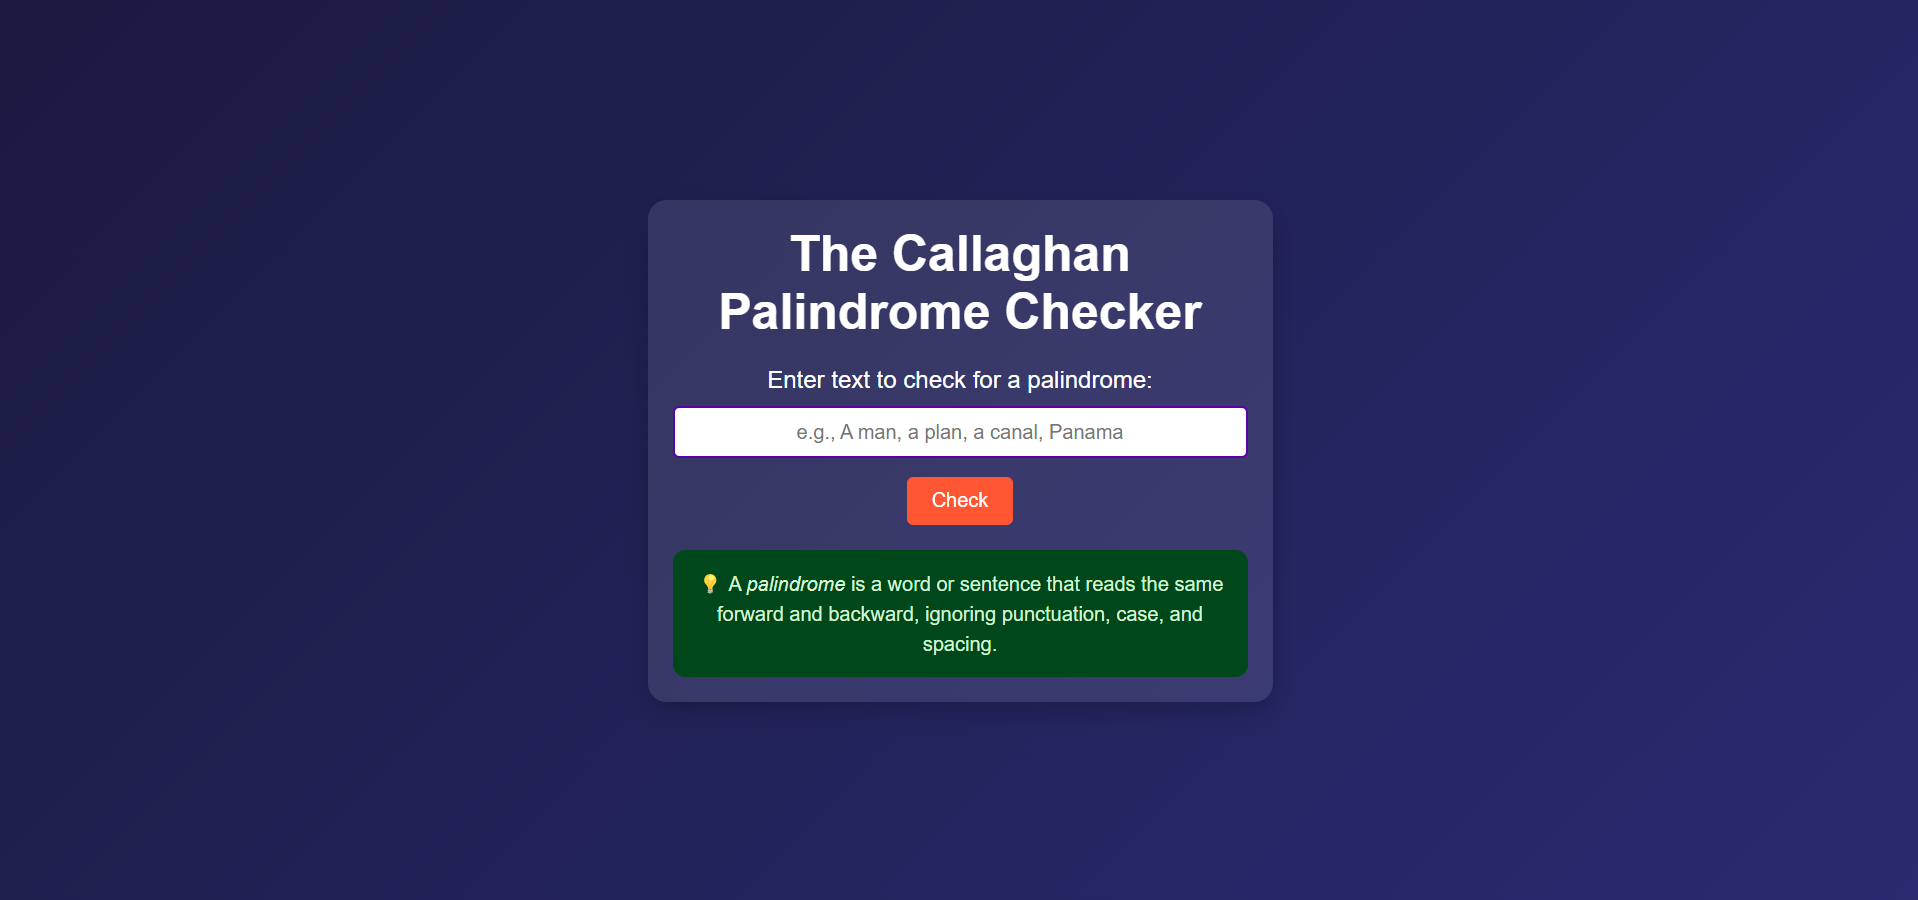 The Callaghan
Palindrome Checker
Enter text to check for a palindrome:
e.g., A man, a plan, a canal, Panama
Check
💡 A palindrome is a word or sentence that reads the same
forward and backward, ignoring punctuation, case, and
spacing.